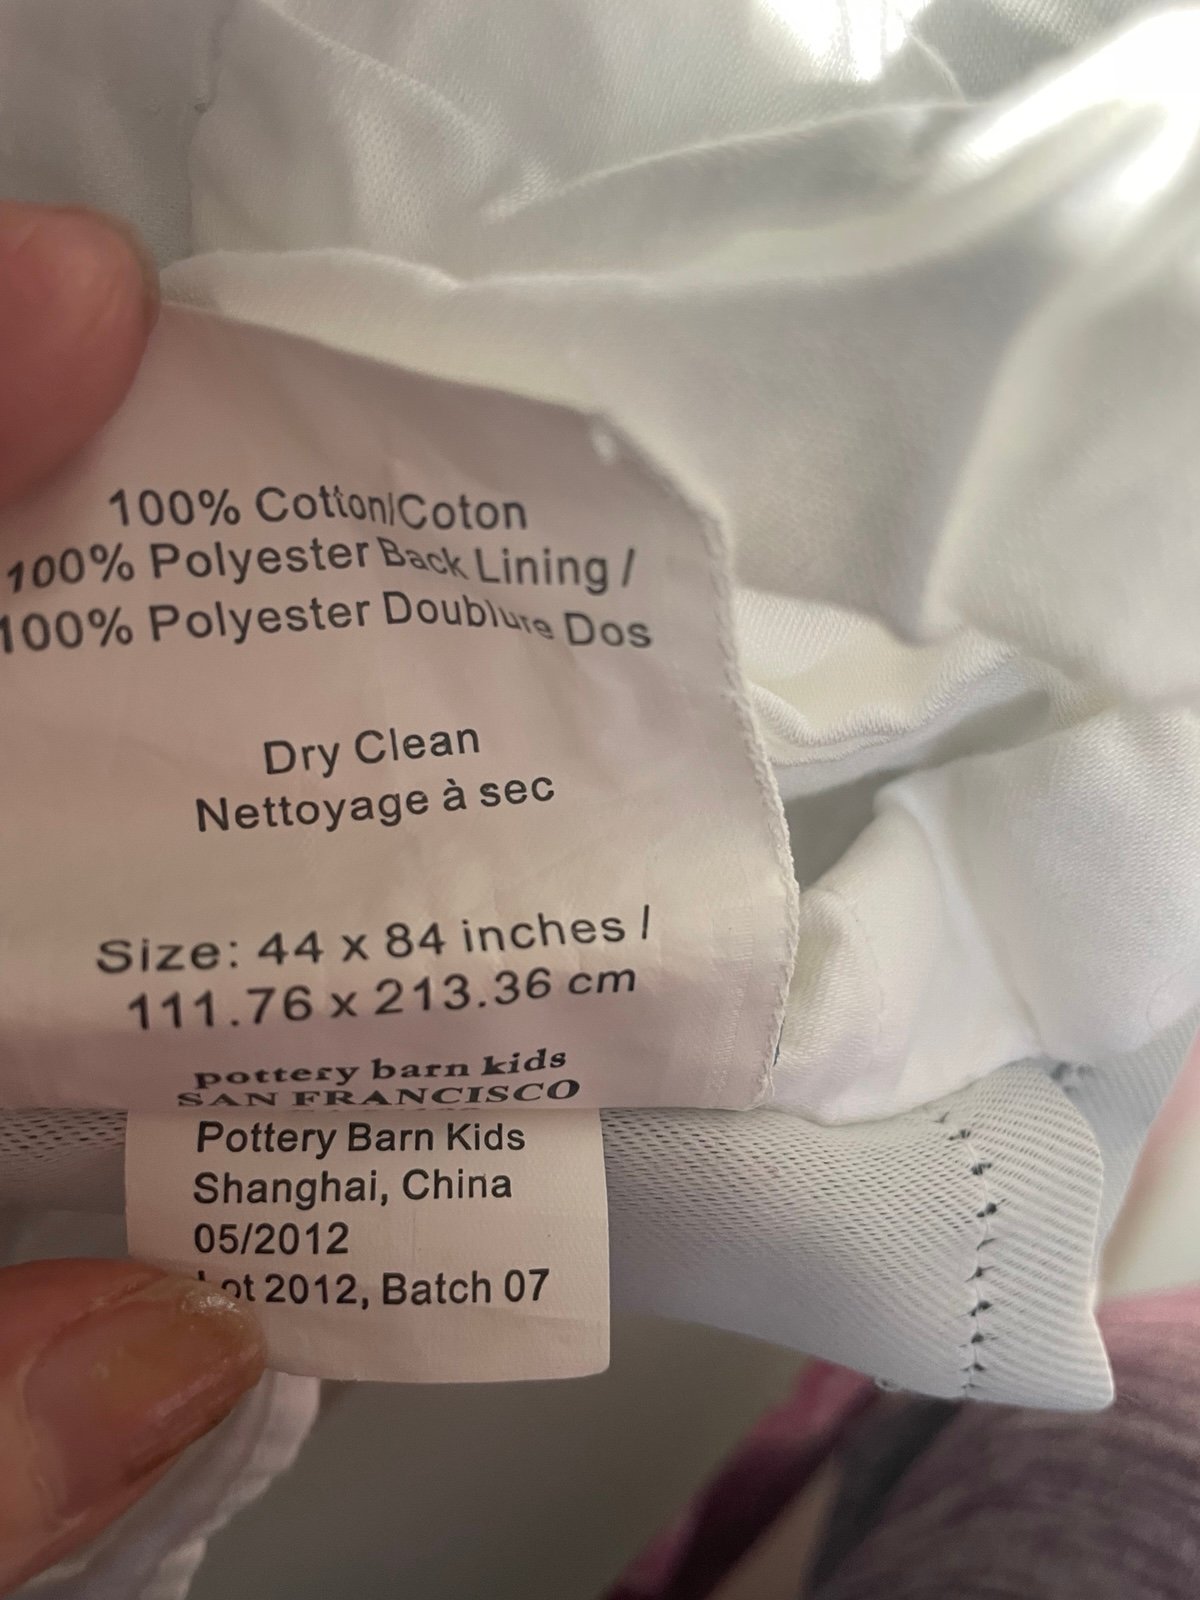 100% Cotton/Coton
100% Polyester Back Lining /
100% Polyester Doublure Dos
Dry Clean
Nettoyage à sec
Size: 44 x 84 inches /
111.76 x 213.36 cm
pottery barn kids
SAN FRANCISCO
Pottery Barn Kids
Shanghai, China
05/2012
Lot 2012, Batch 07